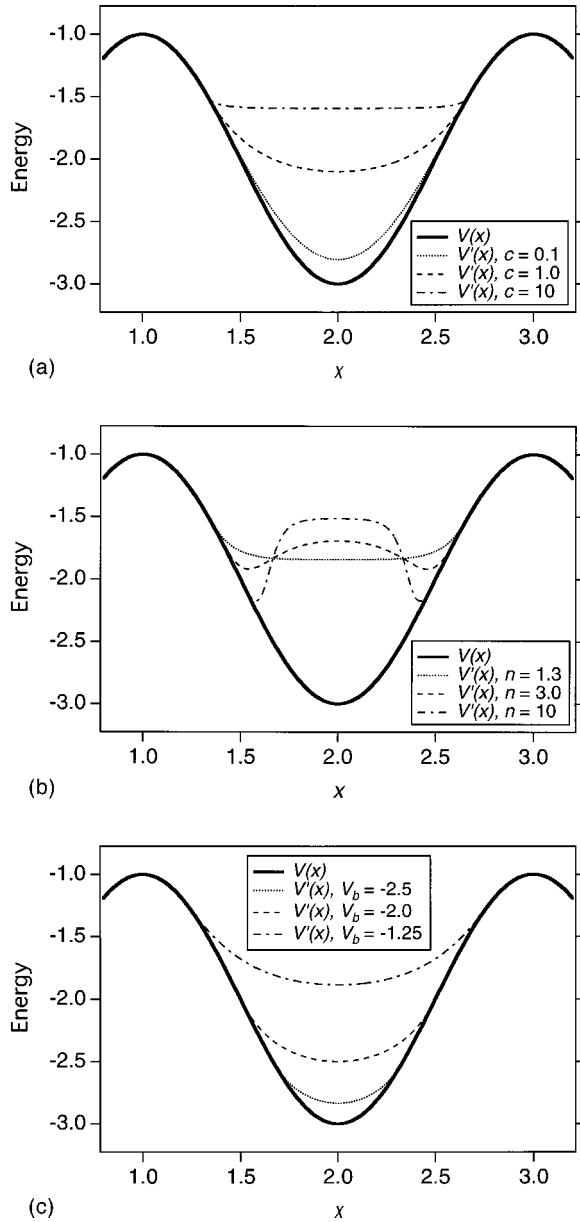 -1.0
-1.5
-2.0
-2.5
-3.0
Energy
V(x)
V'(x), c = 0.1
V'(x), c = 1.0
V'(x), c = 10
1.0 1.5 2.0 2.5 3.0
x
(a)
-1.0
-1.5
-2.0
-2.5
-3.0
Energy
V(x)
V'(x), n = 1.3
V'(x), n = 3.0
V'(x), n = 10
1.0 1.5 2.0 2.5 3.0
x
(b)
-1.0
-1.5
-2.0
-2.5
-3.0
Energy
V(x)
V'(x), V_b = -2.5
V'(x), V_b = -2.0
V'(x), V_b = -1.25
1.0 1.5 2.0 2.5 3.0
x
(c)